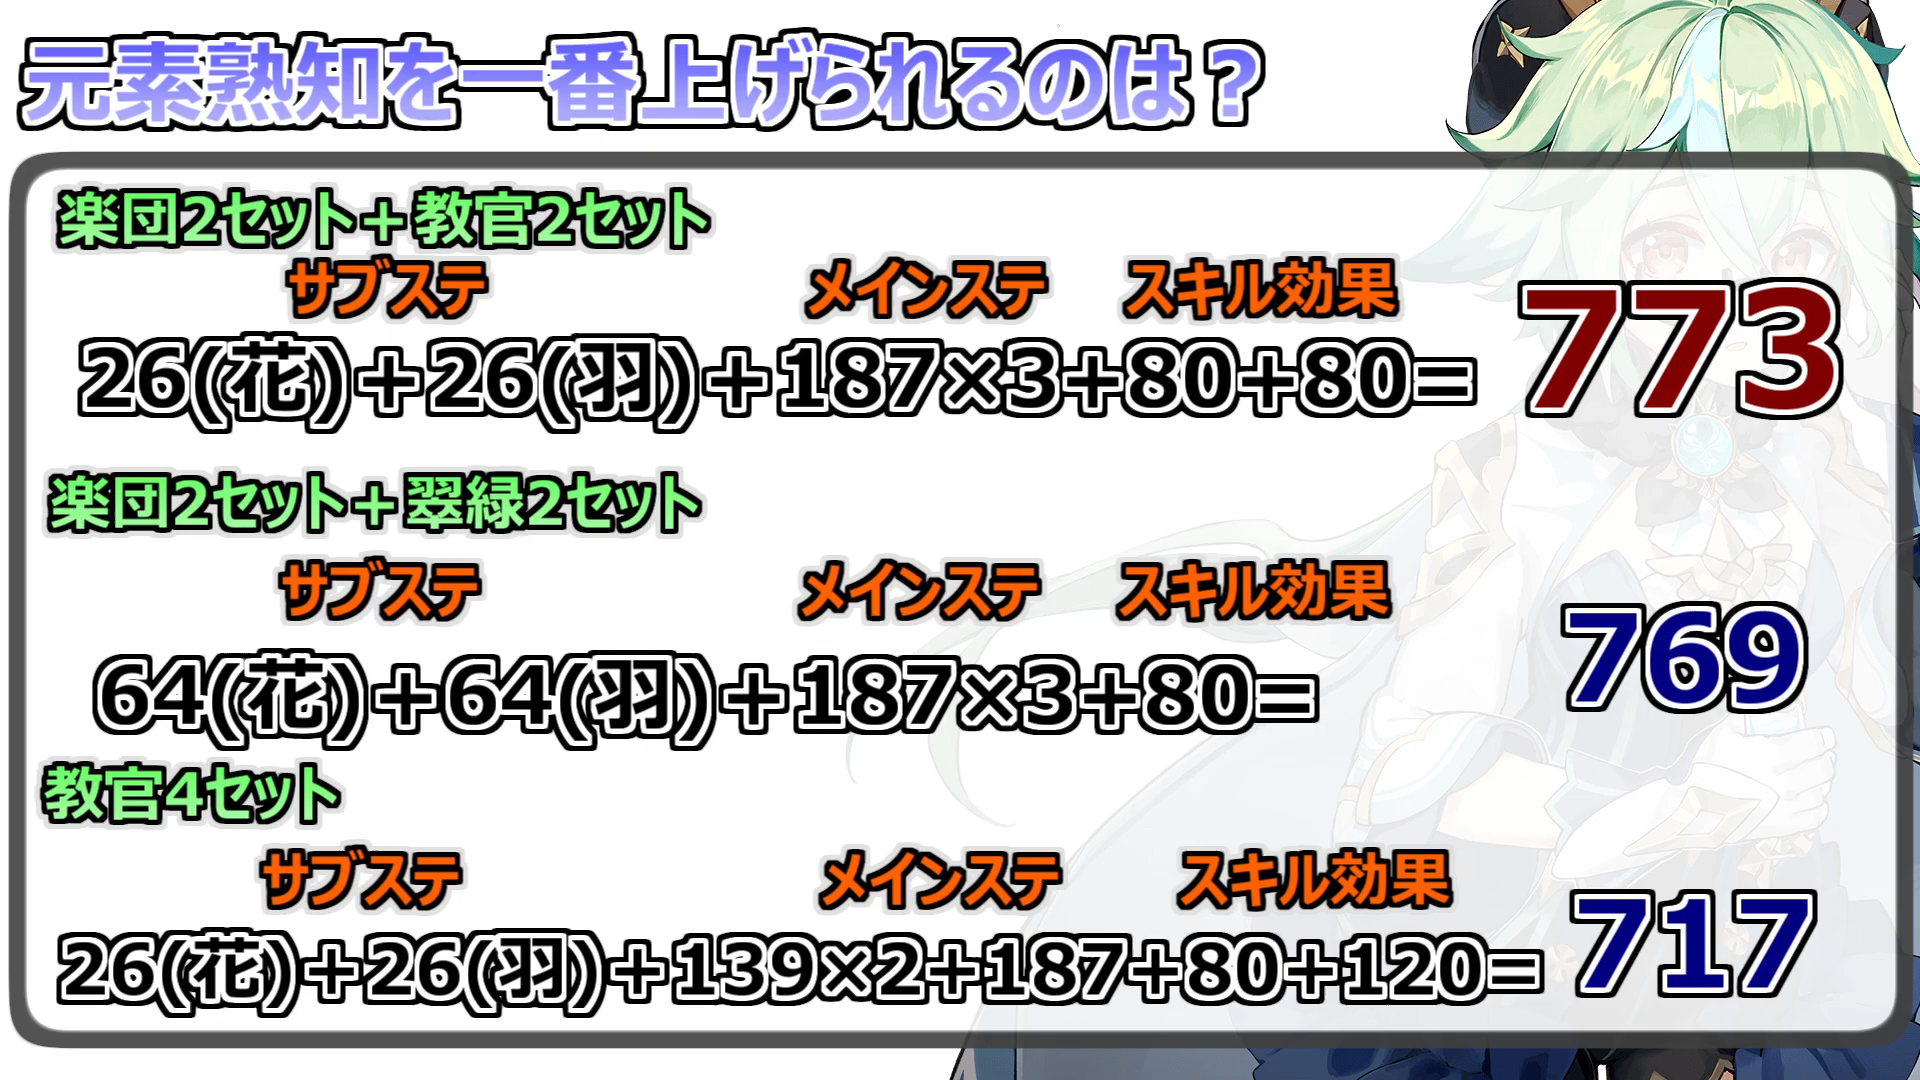 元素熟知を一番上げられるのは？
楽団2セット＋教官2セット
サブステ メインステ スキル効果
26(花)＋26(羽)＋187×3+80+80= 773
楽団2セット＋翠緑2セット
サブステ メインステ スキル効果
64(花)＋64(羽)＋187×3+80= 769
教官4セット
サブステ メインステ スキル効果
26(花)＋26(羽)＋139×2+187+80+120= 717